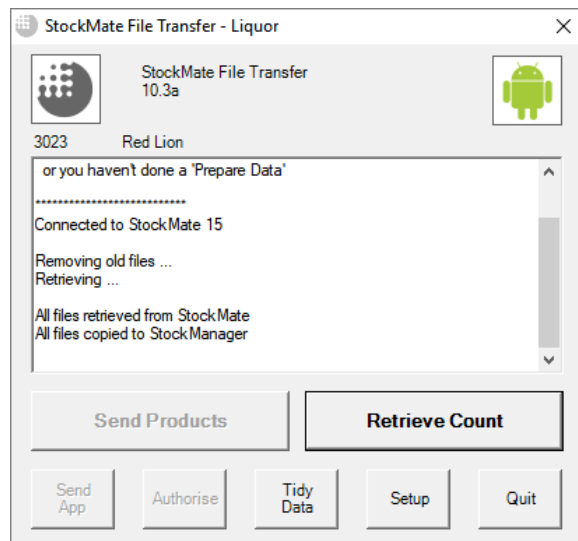 StockMate File Transfer - Liquor
StockMate File Transfer
10.3a
3023 Red Lion
or you haven't done a 'Prepare Data'
***************************
Connected to StockMate 15
Removing old files ...
Retrieving ...
All files retrieved from StockMate
All files copied to StockManager
Send Products
Retrieve Count
Send
App
Authorise
Tidy
Data
Setup
Quit